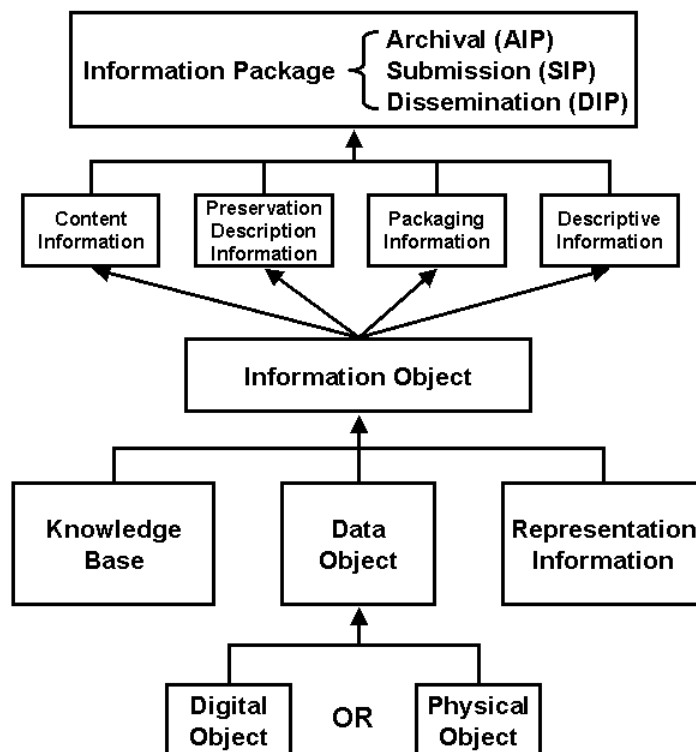 Information Package
Archival (AIP)
Submission (SIP)
Dissemination (DIP)
Content
Information
Preservation
Description
Information
Packaging
Information
Descriptive
Information
Information Object
Knowledge
Base
Data
Object
Representation
Information
Digital
Object
OR
Physical
Object